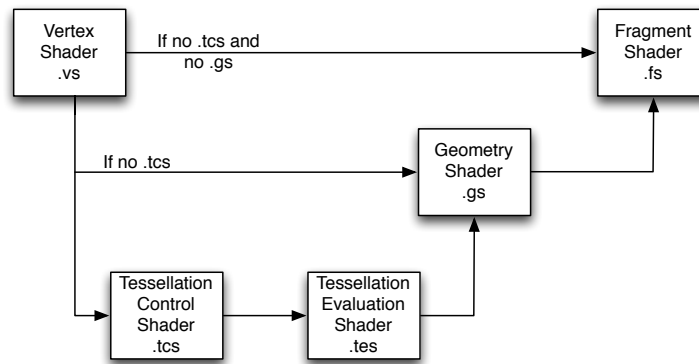 Vertex
Shader
.vs
If no .tcs and
no .gs
Fragment
Shader
.fs
If no .tcs
Geometry
Shader
.gs
Tessellation
Control
Shader
.tcs
Tessellation
Evaluation
Shader
.tes